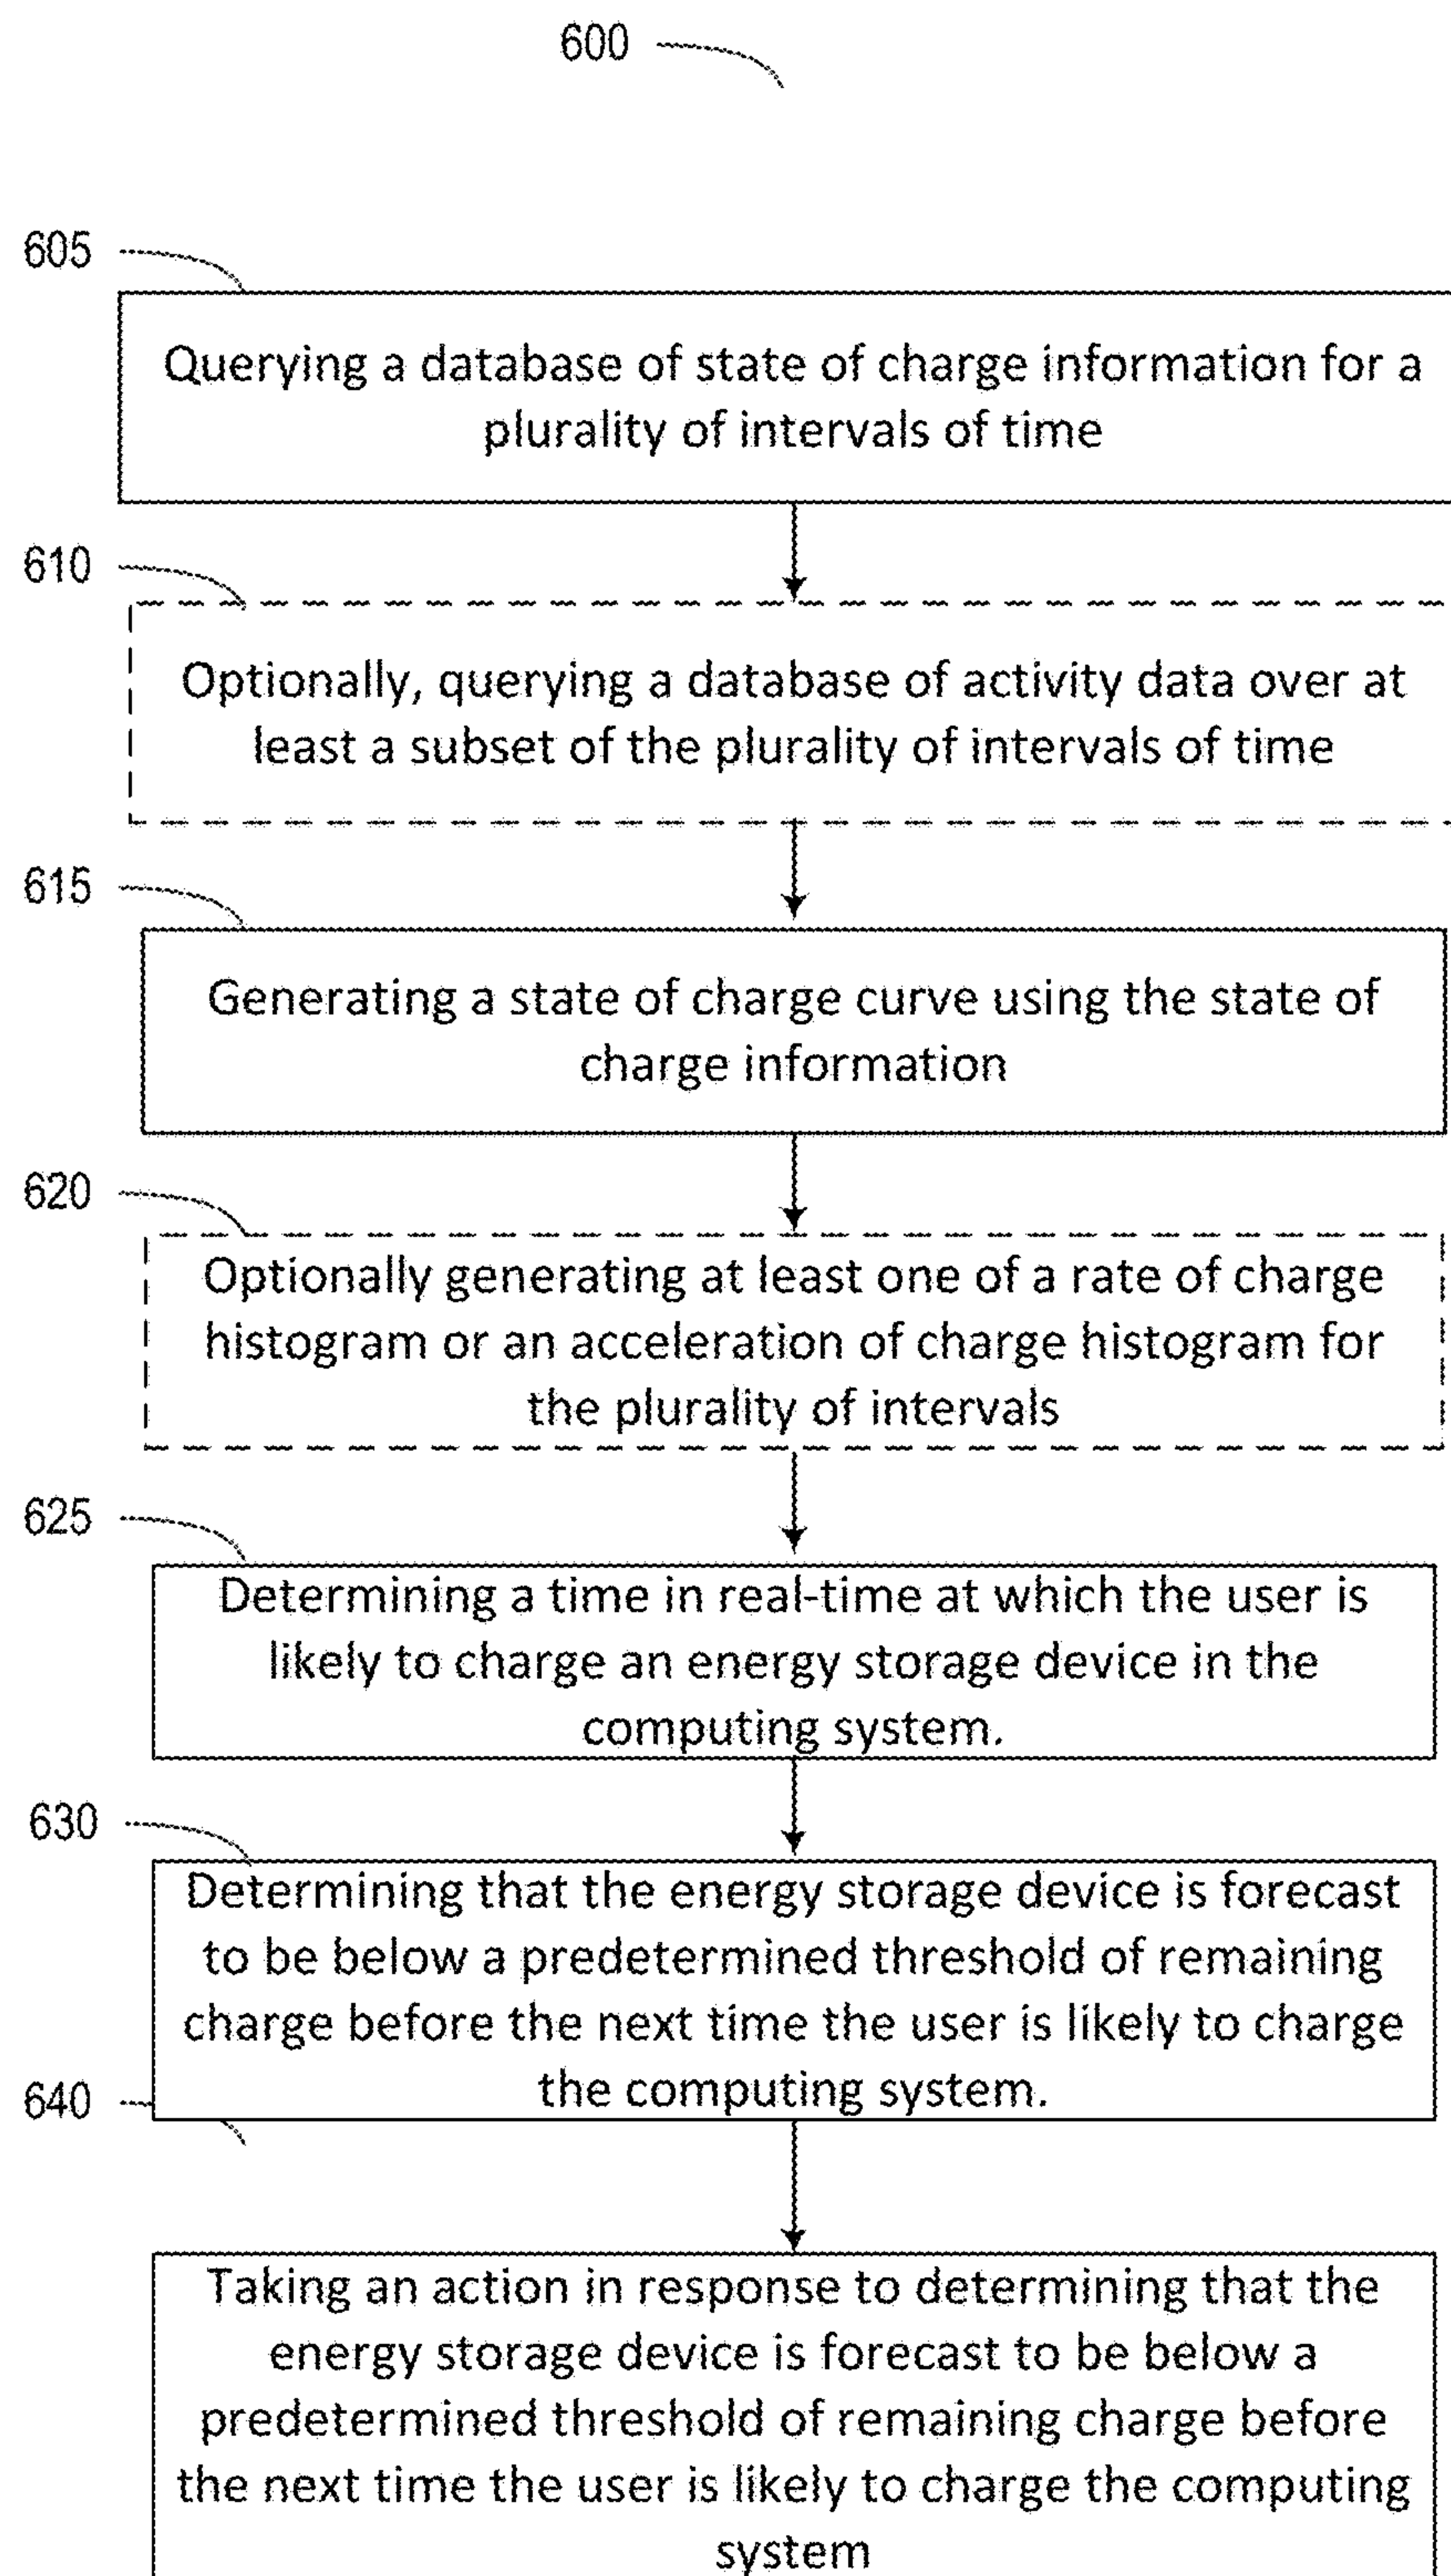 600
605
Querying a database of state of charge information for a
plurality of intervals of time
610
Optionally, querying a database of activity data over at
least a subset of the plurality of intervals of time
615
Generating a state of charge curve using the state of
charge information
620
Optionally generating at least one of a rate of charge
histogram or an acceleration of charge histogram for
the plurality of intervals
625
Determining a time in real-time at which the user is
likely to charge an energy storage device in the
computing system.
630
Determining that the energy storage device is forecast
to be below a predetermined threshold of remaining
charge before the next time the user is likely to charge
the computing system.
640
Taking an action in response to determining that the
energy storage device is forecast to be below a
predetermined threshold of remaining charge before
the next time the user is likely to charge the computing
system